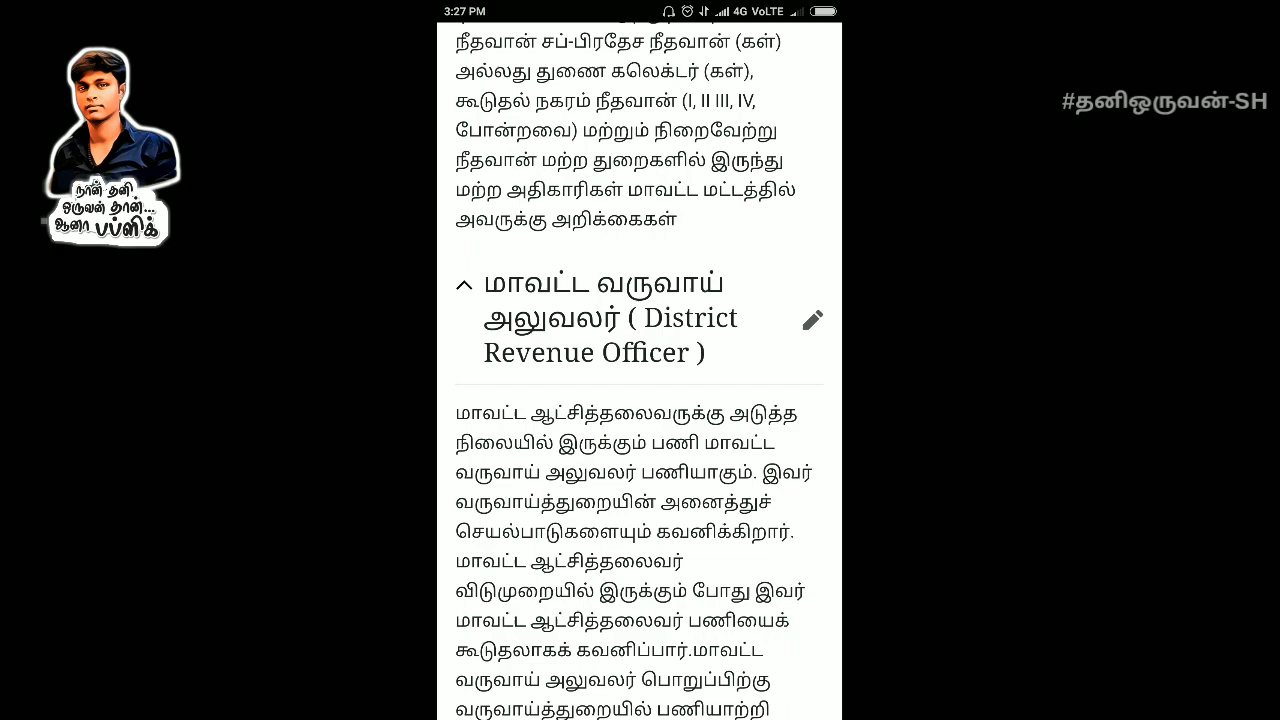 3:27 PM
4G VoLTE
நீதவான் சப்-பிரதேச நீதவான் (கள்)
அல்லது துணை கலெக்டர் (கள்),
கூடுதல் நகரம் நீதவான் (I, II III, IV,
போன்றவை) மற்றும் நிறைவேற்று
நீதவான் மற்ற துறைகளில் இருந்து
மற்ற அதிகாரிகள் மாவட்ட மட்டத்தில்
அவருக்கு அறிக்கைகள்
மாவட்ட வருவாய்
அலுவலர் ( District
Revenue Officer )
மாவட்ட ஆட்சித்தலைவருக்கு அடுத்த
நிலையில் இருக்கும் பணி மாவட்ட
வருவாய் அலுவலர் பணியாகும். இவர்
வருவாய்த்துறையின் அனைத்துச்
செயல்பாடுகளையும் கவனிக்கிறார்.
மாவட்ட ஆட்சித்தலைவர்
விடுமுறையில் இருக்கும் போது இவர்
மாவட்ட ஆட்சித்தலைவர் பணியைக்
கூடுதலாகக் கவனிப்பார்.மாவட்ட
வருவாய் அலுவலர் பொறுப்பிற்கு
வருவாய்த்துறையில் பணியாற்றி
நான் தனி
ஒருவன் தான்...
ஆனா பப்ளிக்
#தனிஒருவன்-SH